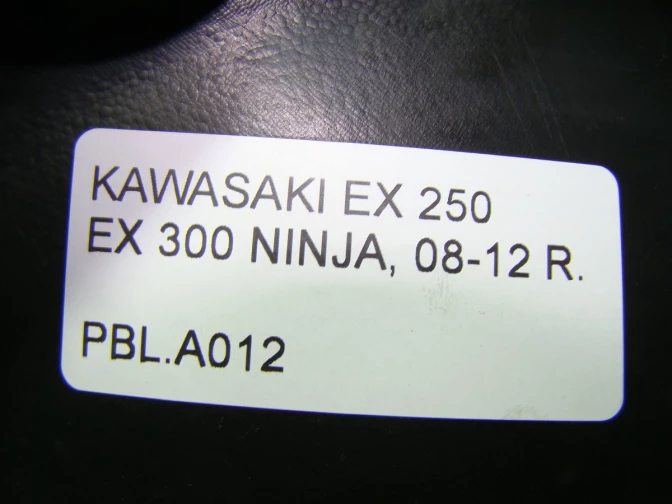 KAWASAKI EX 250
EX 300 NINJA, 08-12 R.
PBL.A012